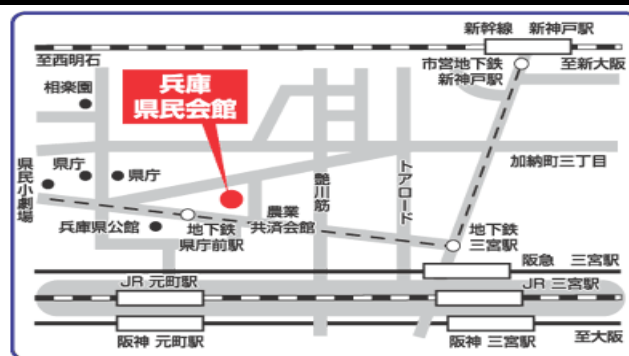 新幹線 新神戸駅
至西明石
市営地下鉄
新神戸駅
至新大阪
相楽園
兵庫
県民会館
加納町三丁目
県民小劇場
県庁
県庁
鯉川筋
トアロード
兵庫県公館
地下鉄
県庁前駅
農業
共済会館
地下鉄
三宮駅
阪急 三宮駅
JR 元町駅
JR 三宮駅
阪神 元町駅
阪神 三宮駅
至大阪